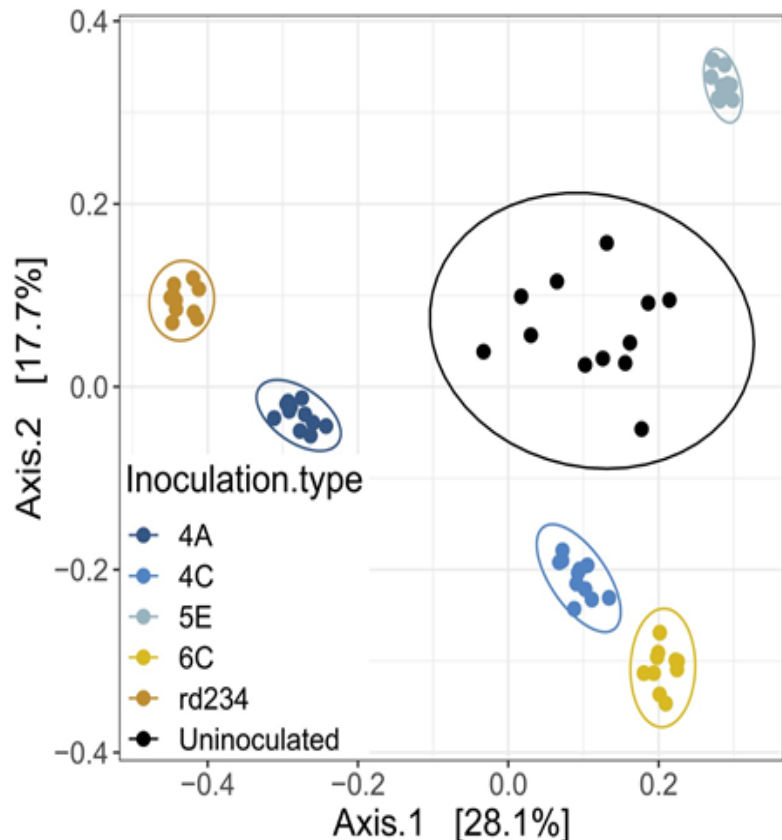 0.4
0.2
0.0
−0.2
−0.4
Axis.2 [17.7%]
Inoculation.type
4A
4C
5E
6C
rd234
Uninoculated
−0.4
−0.2
0.0
0.2
Axis.1 [28.1%]